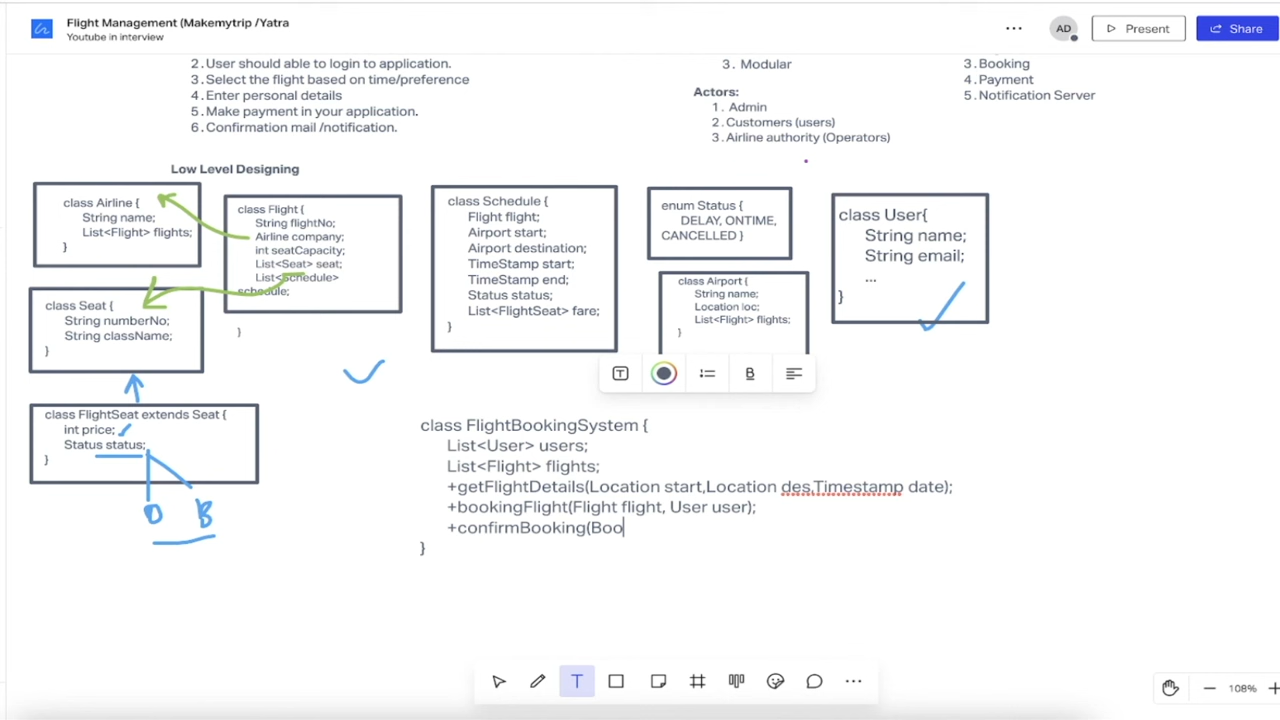 Flight Management (Makemytrip /Yatra
Youtube in interview
AD
Present
Share
2. User should able to login to application.
3. Select the flight based on time/preference
4. Enter personal details
5. Make payment in your application.
6. Confirmation mail /notification.
3. Modular
Actors:
1. Admin
2. Customers (users)
3. Airline authority (Operators)
3. Booking
4. Payment
5. Notification Server
Low Level Designing
class Airline {
String name;
List<Flight> flights;
}
class Flight {
String flightNo;
Airline company;
int seatCapacity;
List<Seat> seat;
List<Schedule>
schedule;
}
class Schedule {
Flight flight;
Airport start;
Airport destination;
TimeStamp start;
TimeStamp end;
Status status;
List<FlightSeat> fare;
}
enum Status {
DELAY, ONTIME,
CANCELLED }
class User{
String name;
String email;
...
}
class Seat {
String numberNo;
String className;
}
class Airport {
String name;
Location loc;
List<Flight> flights;
}
class FlightSeat extends Seat {
int price;
Status status;
}
B
class FlightBookingSystem {
List<User> users;
List<Flight> flights;
+getFlightDetails(Location start,Location des,Timestamp date);
+bookingFlight(Flight flight, User user);
+confirmBooking(Boo
}
T
108%